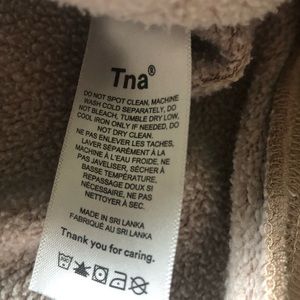 Tna®
DO NOT SPOT CLEAN, MACHINE
WASH COLD SEPARATELY, DO
NOT BLEACH, TUMBLE DRY LOW,
COOL IRON ONLY IF NEEDED, DO
NOT DRY CLEAN.
NE PAS ENLEVER LES TACHES,
LAVER SÉPARÉMENT À LA
MACHINE À L'EAU FROIDE, NE
PAS JAVELISER, SÉCHER À
BASSE TEMPÉRATURE,
REPASSAGE DOUX SI
NÉCESSAIRE, NE PAS
NETTOYER À SEC.
MADE IN SRI LANKA
FABRIQUÉ AU SRI LANKA
Tnank you for caring.